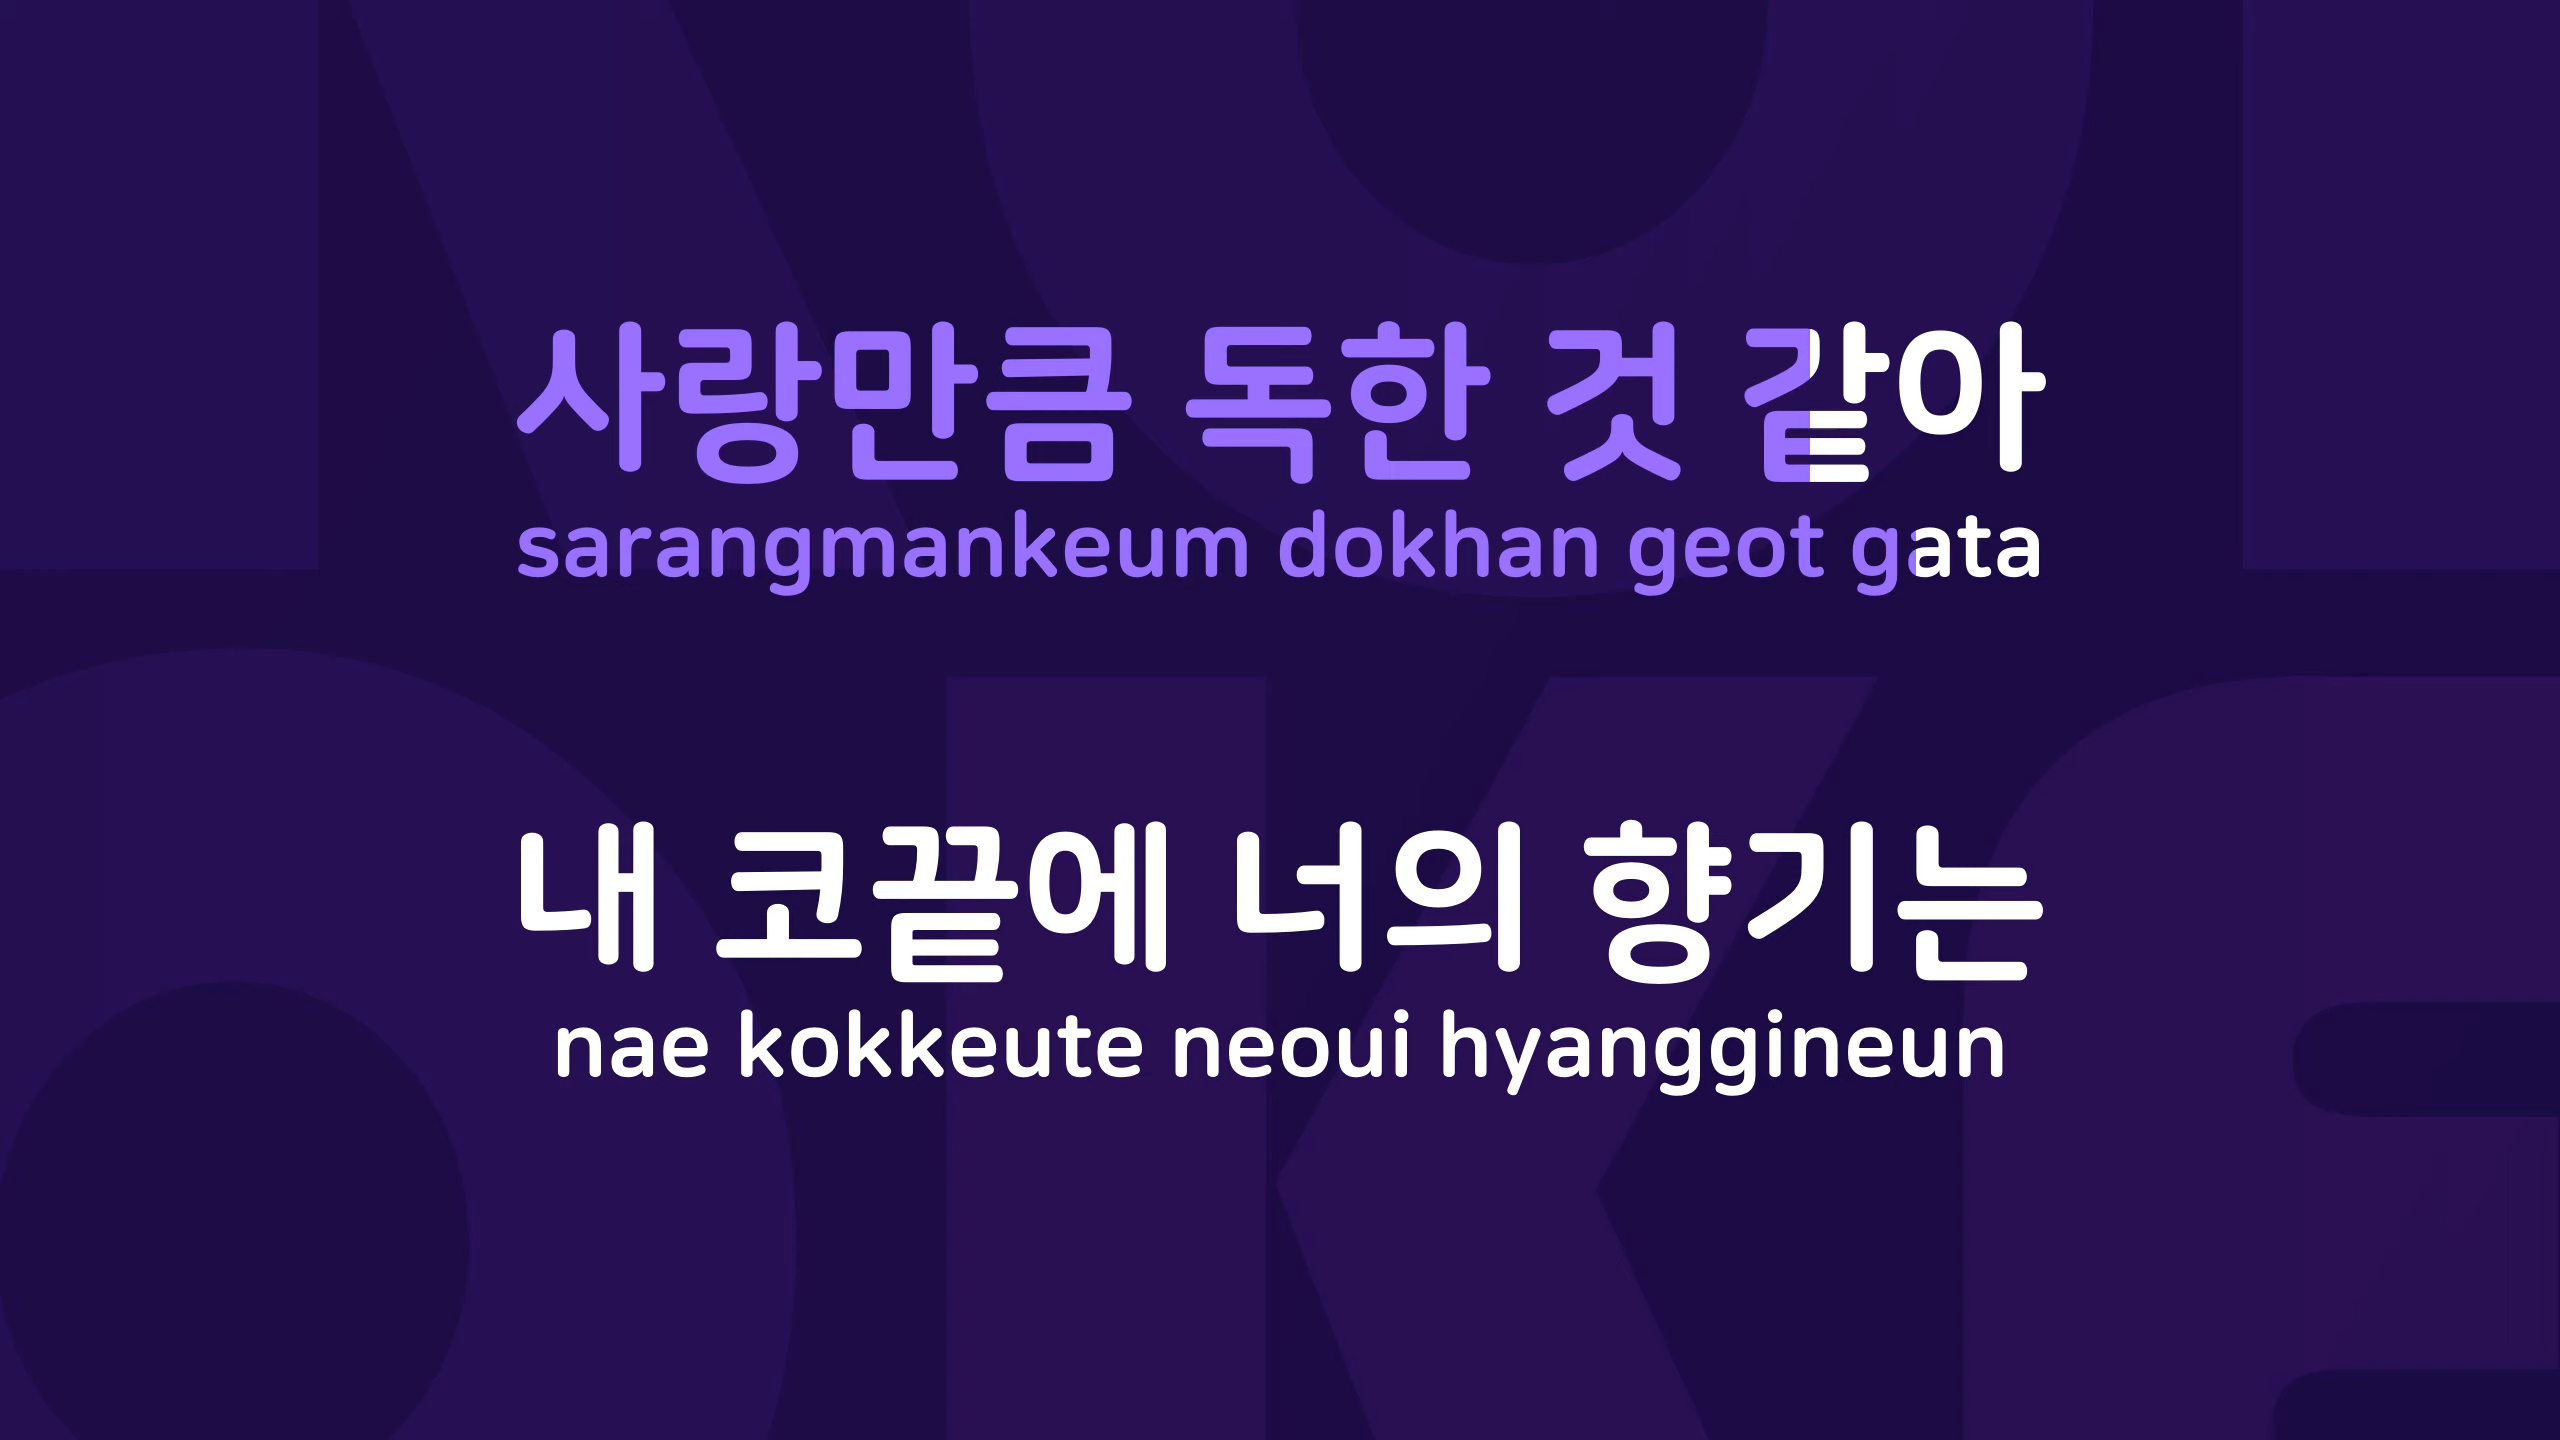 사랑만큼 독한 것 같아
sarangmankeum dokhan geot gata
내 코끝에 너의 향기는
nae kokkeute neoui hyanggineun